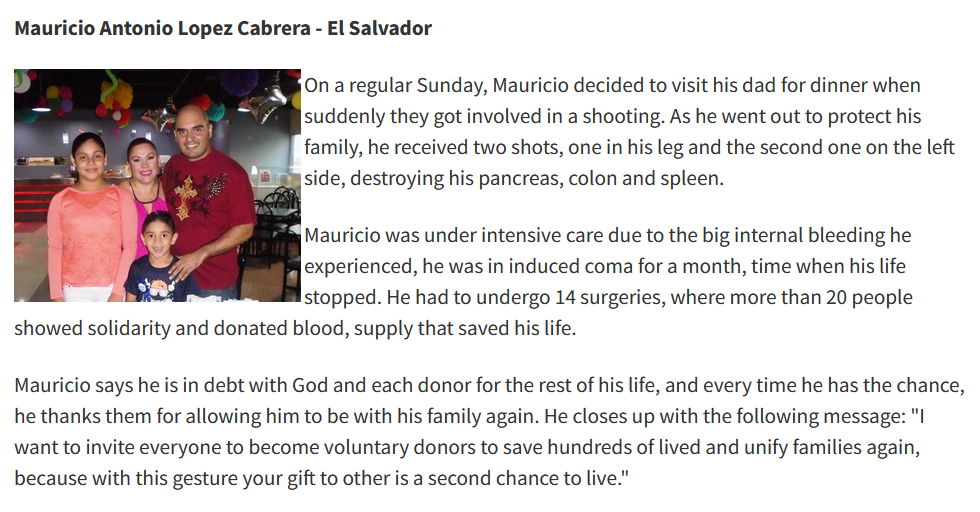 Mauricio Antonio Lopez Cabrera - El Salvador
On a regular Sunday, Mauricio decided to visit his dad for dinner when
suddenly they got involved in a shooting. As he went out to protect his
family, he received two shots, one in his leg and the second one on the left
side, destroying his pancreas, colon and spleen.
Mauricio was under intensive care due to the big internal bleeding he
experienced, he was in induced coma for a month, time when his life
stopped. He had to undergo 14 surgeries, where more than 20 people
showed solidarity and donated blood, supply that saved his life.
Mauricio says he is in debt with God and each donor for the rest of his life, and every time he has the chance,
he thanks them for allowing him to be with his family again. He closes up with the following message: "I
want to invite everyone to become voluntary donors to save hundreds of lived and unify families again,
because with this gesture your gift to other is a second chance to live."